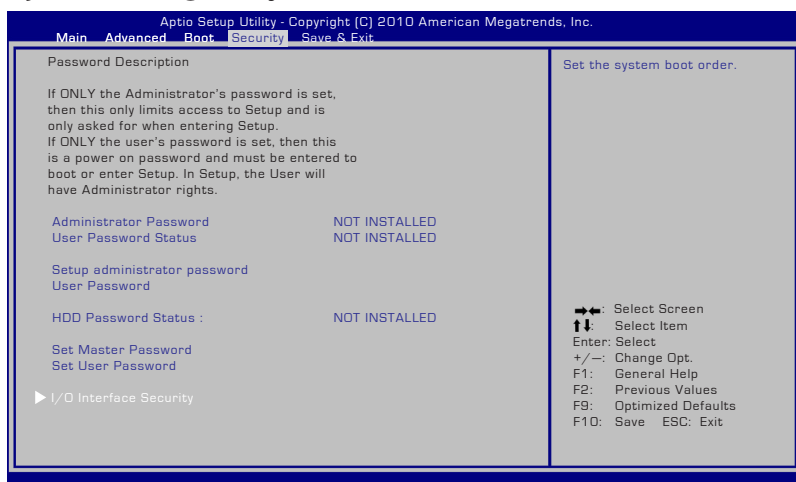 Aptio Setup Utility - Copyright (C) 2010 American Megatrends, Inc.
Main Advanced Boot Security Save & Exit
Password Description
If ONLY the Administrator's password is set,
then this only limits access to Setup and is
only asked for when entering Setup.
If ONLY the user's password is set, then this
is a power on password and must be entered to
boot or enter Setup. In Setup, the User will
have Administrator rights.
Administrator Password NOT INSTALLED
User Password Status NOT INSTALLED
Setup administrator password
User Password
HDD Password Status : NOT INSTALLED
Set Master Password
Set User Password
I/O Interface Security
Set the system boot order.
→←: Select Screen
↑↓: Select Item
Enter: Select
+/—: Change Opt.
F1: General Help
F2: Previous Values
F9: Optimized Defaults
F10: Save ESC: Exit